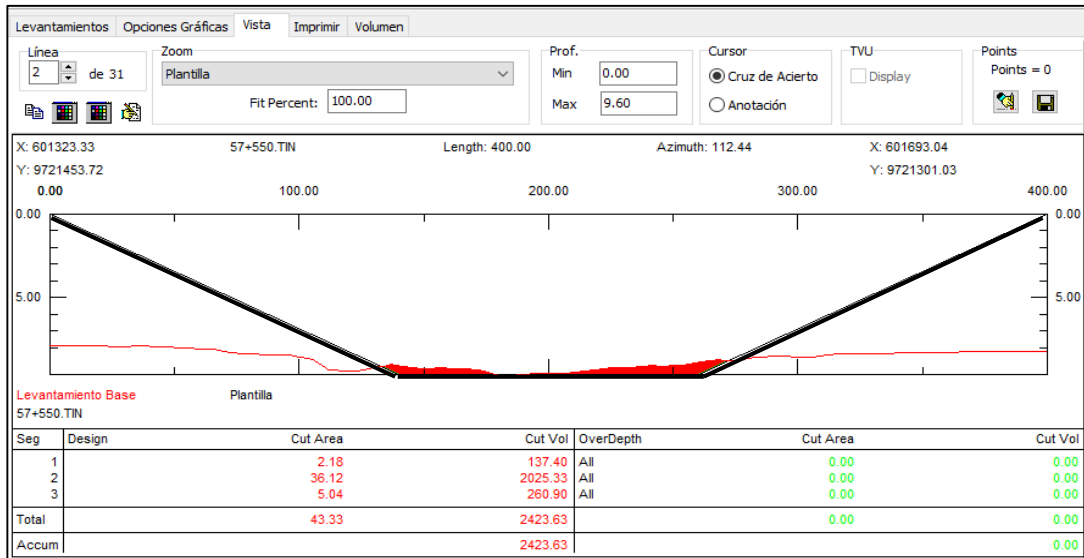 Levantamientos Opciones Gráficas Vista Imprimir Volumen
Línea Zoom Prof. Cursor TVU Points
2 de 31 Plantilla Min 0.00 Cruz de Acierto Display Points = 0
Fit Percent: 100.00 Max 9.60 Anotación
X: 601323.33 57+550.TIN Length: 400.00 Azimuth: 112.44 X: 601693.04
Y: 9721453.72 Y: 9721301.03
0.00 100.00 200.00 300.00 400.00
0.00 0.00
5.00 5.00
Levantamiento Base Plantilla
57+550.TIN
Seg Design Cut Area Cut Vol OverDepth Cut Area Cut Vol
1 2.18 137.40 All 0.00 0.00
2 36.12 2025.33 All 0.00 0.00
3 5.04 260.90 All 0.00 0.00
Total 43.33 2423.63 0.00 0.00
Accum 2423.63 0.00